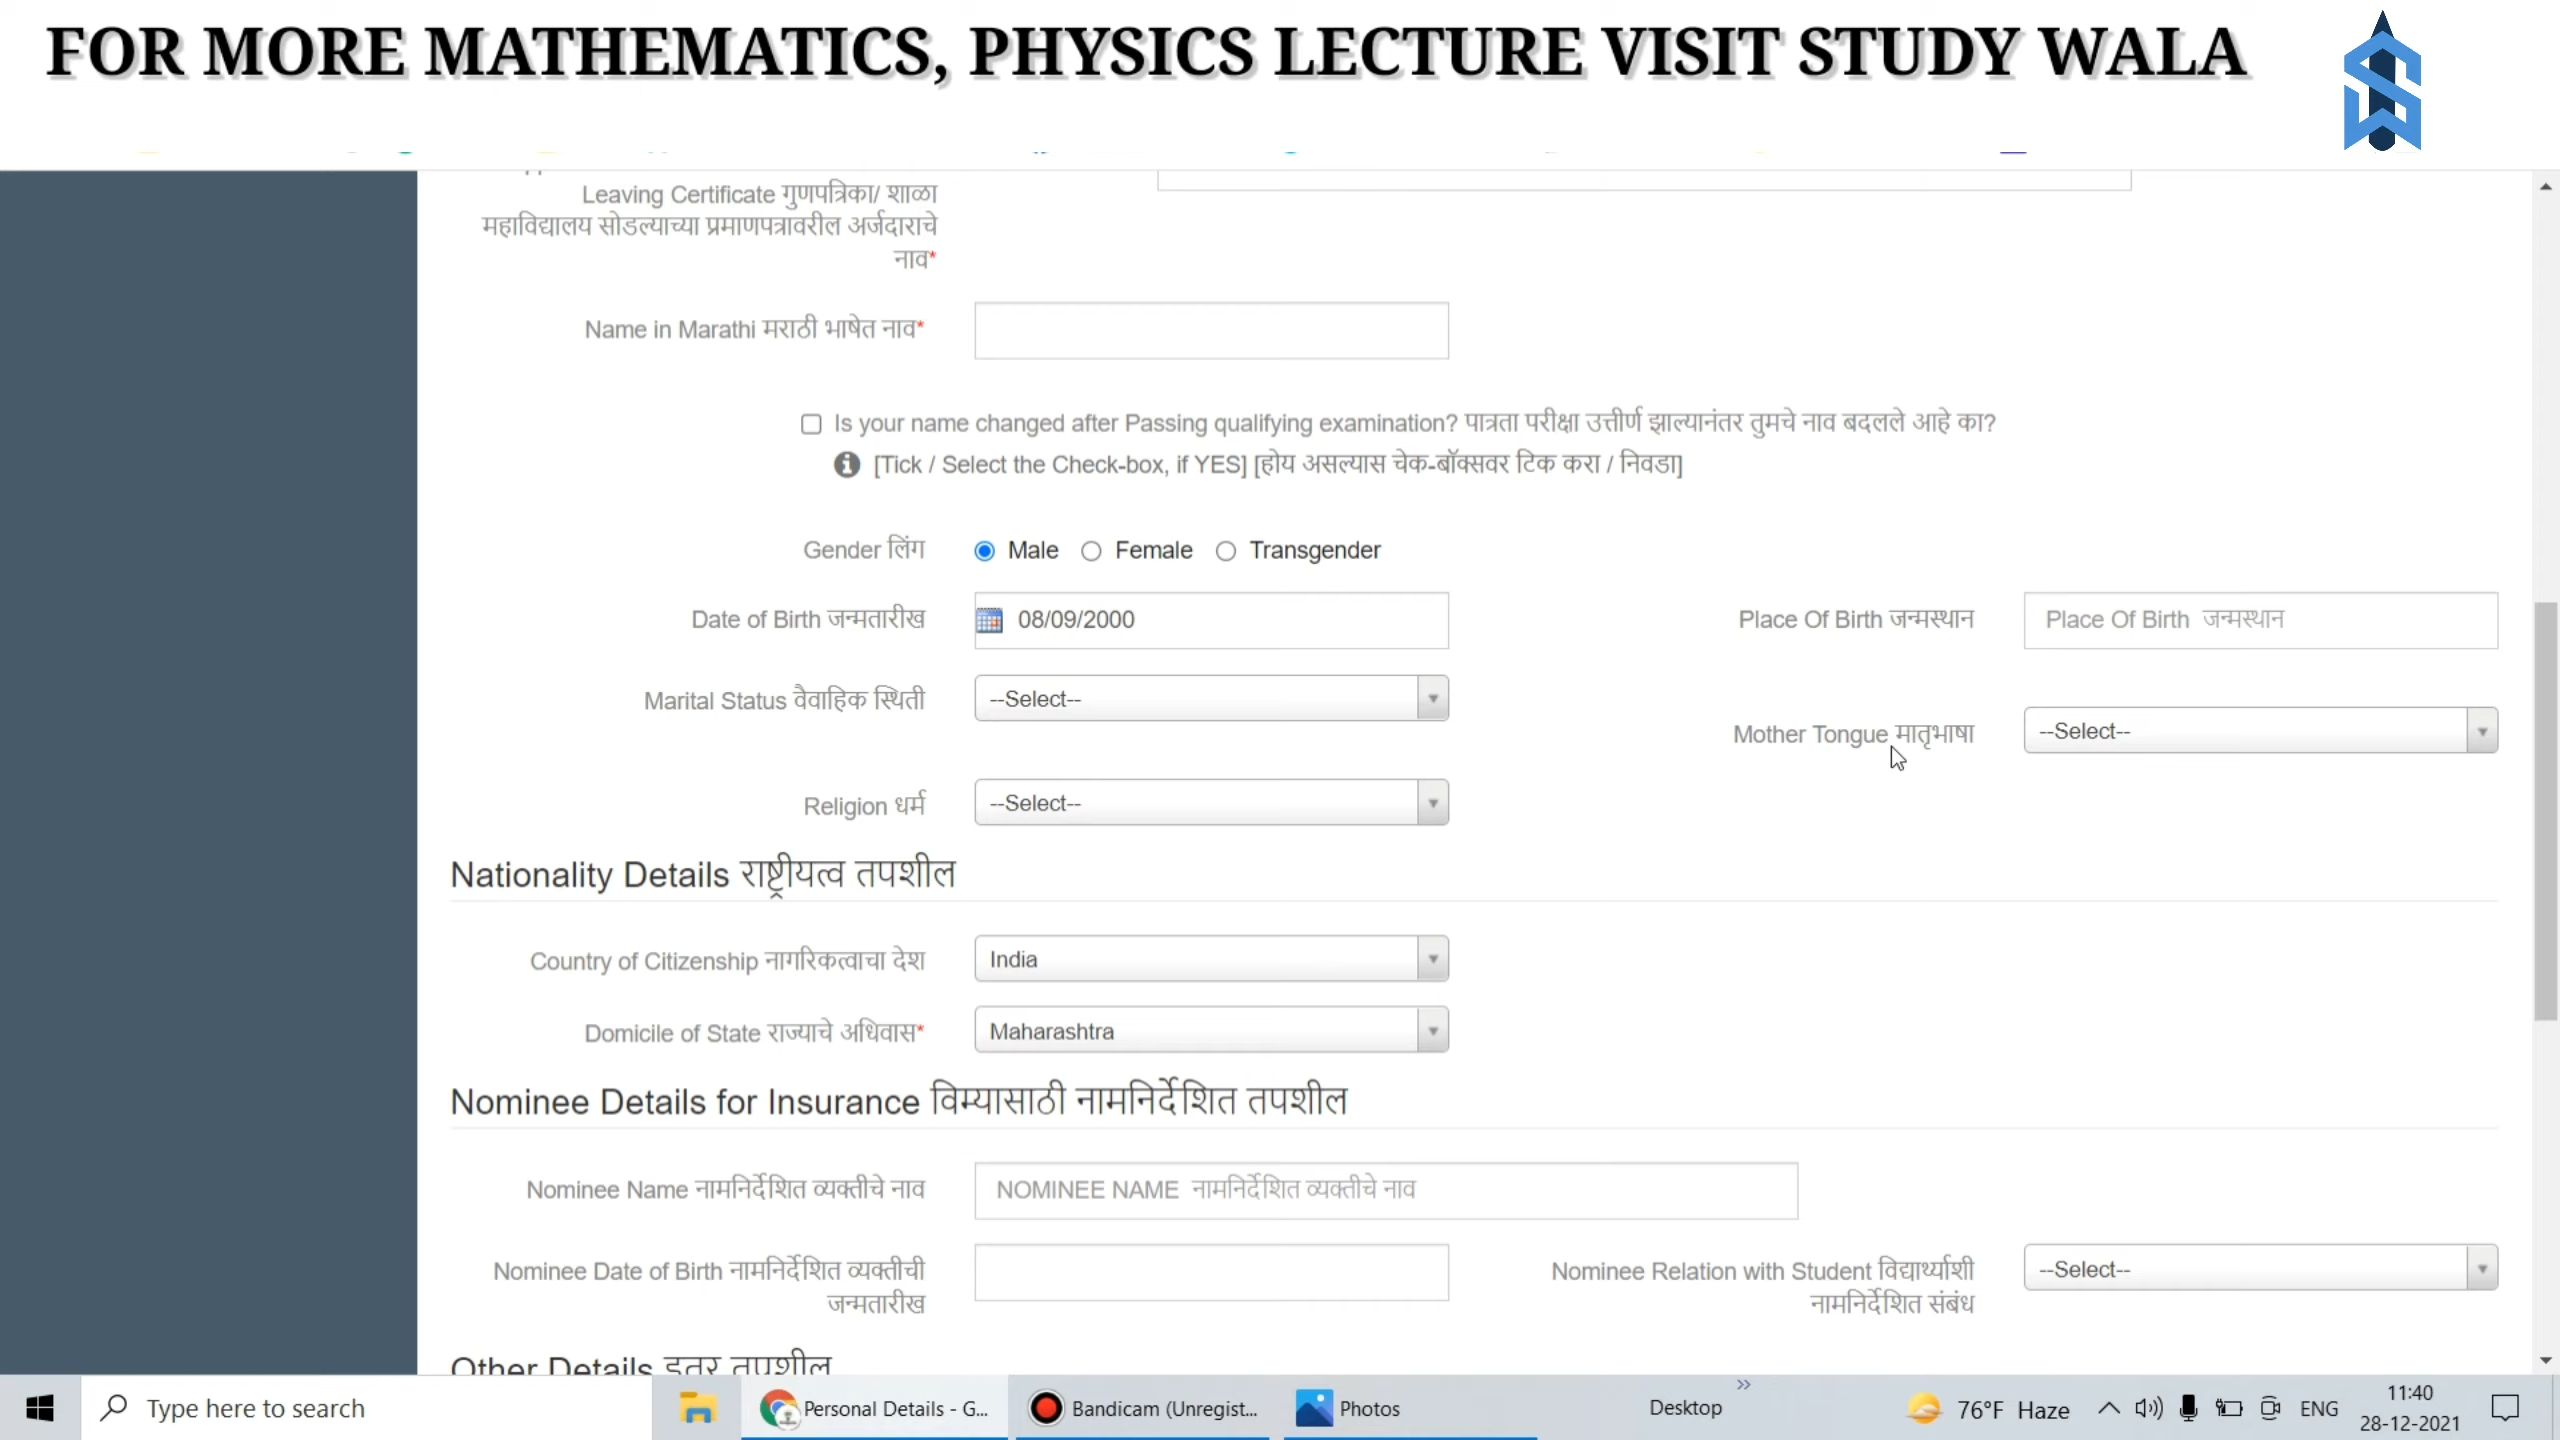 FOR MORE MATHEMATICS, PHYSICS LECTURE VISIT STUDY WALA
Leaving Certificate गुणपत्रिका/ शाळा
महाविद्यालय सोडल्याच्या प्रमाणपत्रावरील अर्जदाराचे
नाव*
Name in Marathi मराठी भाषेत नाव*
Is your name changed after Passing qualifying examination? पात्रता परीक्षा उत्तीर्ण झाल्यानंतर तुमचे नाव बदलले आहे का?
[Tick / Select the Check-box, if YES] [होय असल्यास चेक-बॉक्सवर टिक करा / निवडा]
Gender लिंग Male Female Transgender
Date of Birth जन्मतारीख 08/09/2000 Place Of Birth जन्मस्थान Place Of Birth जन्मस्थान
Marital Status वैवाहिक स्थिती --Select--
Mother Tongue मातृभाषा --Select--
Religion धर्म --Select--
Nationality Details राष्ट्रीयत्व तपशील
Country of Citizenship नागरिकत्वाचा देश India
Domicile of State राज्याचे अधिवास* Maharashtra
Nominee Details for Insurance विम्यासाठी नामनिर्देशित तपशील
Nominee Name नामनिर्देशित व्यक्तीचे नाव NOMINEE NAME नामनिर्देशित व्यक्तीचे नाव
Nominee Date of Birth नामनिर्देशित व्यक्तीची Nominee Relation with Student विद्यार्थ्याशी --Select--
जन्मतारीख नामनिर्देशित संबंध
Other Details इतर तपशील
Type here to search Personal Details - G... Bandicam (Unregist... Photos Desktop 76°F Haze ENG 11:40
28-12-2021